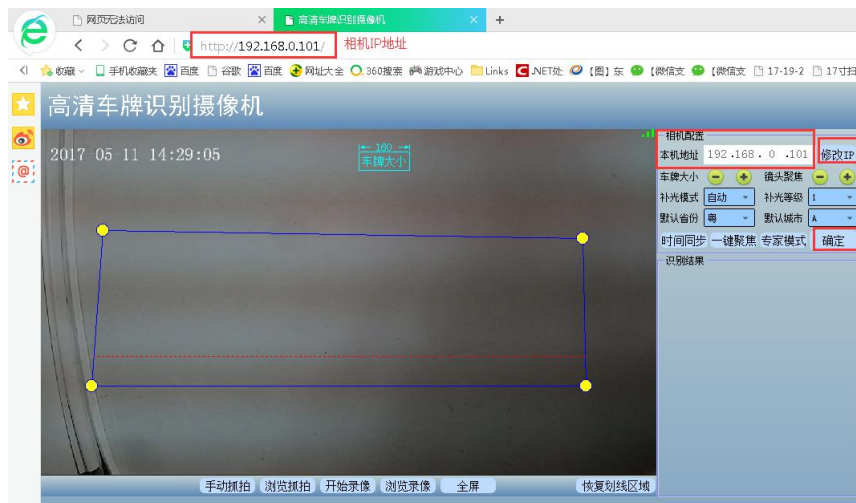 网页无法访问
高清车牌识别摄像机
http://192.168.0.101/ 相机IP地址
收藏 手机收藏夹 百度 谷歌 百度 网址大全 360搜索 游戏中心 Links .NET处 【图】东 【微信支 【微信支 17-19-2 17寸扫
高清车牌识别摄像机
2017 05 11 14:29:05
160
车牌大小
相机配置
本机地址 192 .168 . 0 .101 修改IP
车牌大小 镜头聚焦
补光模式 自动 补光等级 1
默认省份 粤 默认城市 A
时间同步 一键聚焦 专家模式 确定
识别结果
手动抓拍 浏览抓拍 开始录像 浏览录像 全屏 恢复划线区域